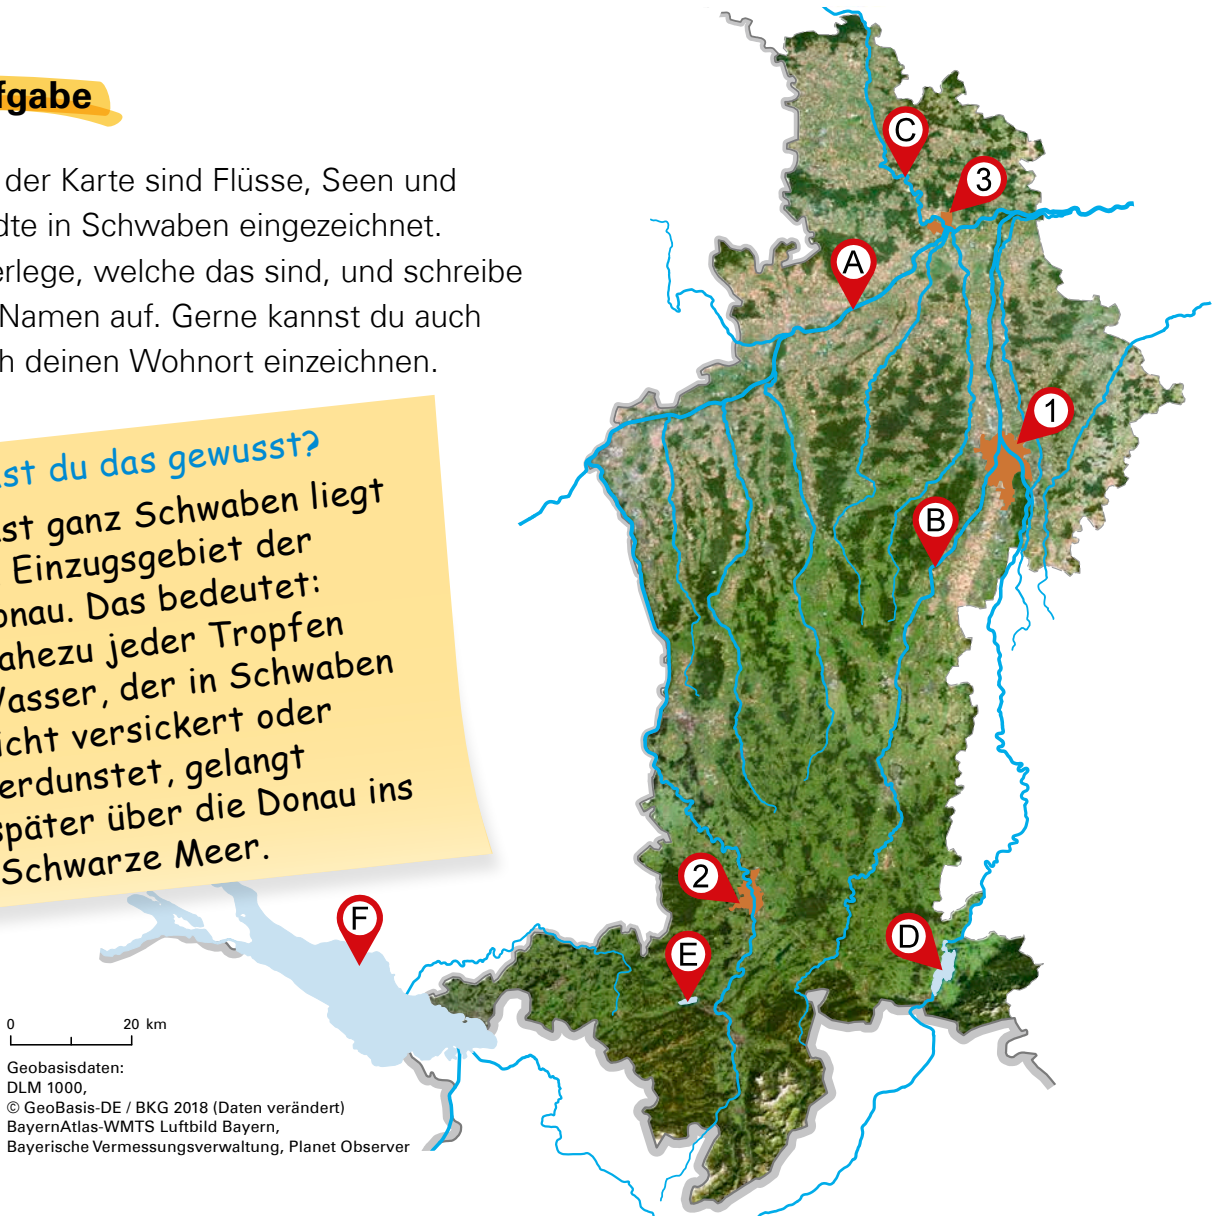 fgabe
der Karte sind Flüsse, Seen und
dte in Schwaben eingezeichnet.
erlege, welche das sind, und schreibe
Namen auf. Gerne kannst du auch
h deinen Wohnort einzeichnen.
st du das gewusst?
st ganz Schwaben liegt
Einzugsgebiet der
onau. Das bedeutet:
ahezu jeder Tropfen
Wasser, der in Schwaben
icht versickert oder
erdunstet, gelangt
später über die Donau ins
Schwarze Meer.
C
3
A
1
B
2
F
E
D
0 20 km
Geobasisdaten:
DLM 1000,
© GeoBasis-DE / BKG 2018 (Daten verändert)
BayernAtlas-WMTS Luftbild Bayern,
Bayerische Vermessungsverwaltung, Planet Observer